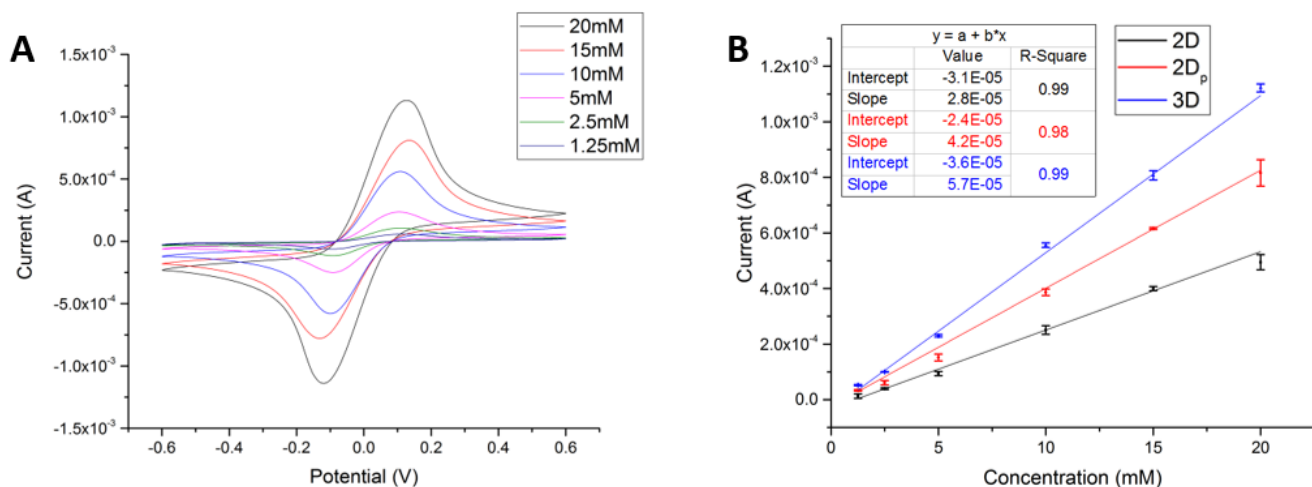 A
20mM
15mM
10mM
5mM
2.5mM
1.25mM
1.5x10⁻³
1.0x10⁻³
5.0x10⁻⁴
0.0
-5.0x10⁻⁴
-1.0x10⁻³
-1.5x10⁻³
Current (A)
-0.6 -0.4 -0.2 0.0 0.2 0.4 0.6
Potential (V)
B
y = a + b*x
Value R-Square
Intercept -3.1E-05 0.99
Slope 2.8E-05
Intercept -2.4E-05 0.98
Slope 4.2E-05
Intercept -3.6E-05 0.99
Slope 5.7E-05
2D
2Dₚ
3D
1.2x10⁻³
1.0x10⁻³
8.0x10⁻⁴
6.0x10⁻⁴
4.0x10⁻⁴
2.0x10⁻⁴
0.0
Current (A)
0 5 10 15 20
Concentration (mM)